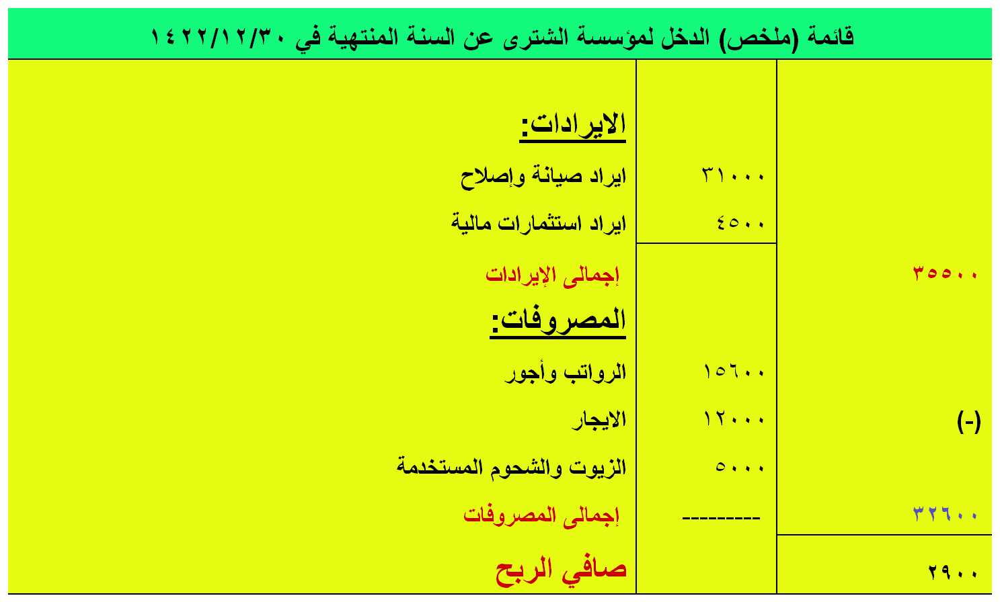 قائمة (ملخص) الدخل لمؤسسة الشترى عن السنة المنتهية في ١٤٢٢/١٢/٣٠
الايرادات:
٣١٠٠٠ ايراد صيانة وإصلاح
٤٥٠٠ ايراد استثمارات مالية
٣٥٥٠٠ إجمالى الإيرادات
المصروفات:
١٥٦٠٠ الرواتب وأجور
(-) ١٢٠٠٠ الايجار
٥٠٠٠ الزيوت والشحوم المستخدمة
٣٢٦٠٠ --------- إجمالى المصروفات
٢٩٠٠ صافي الربح